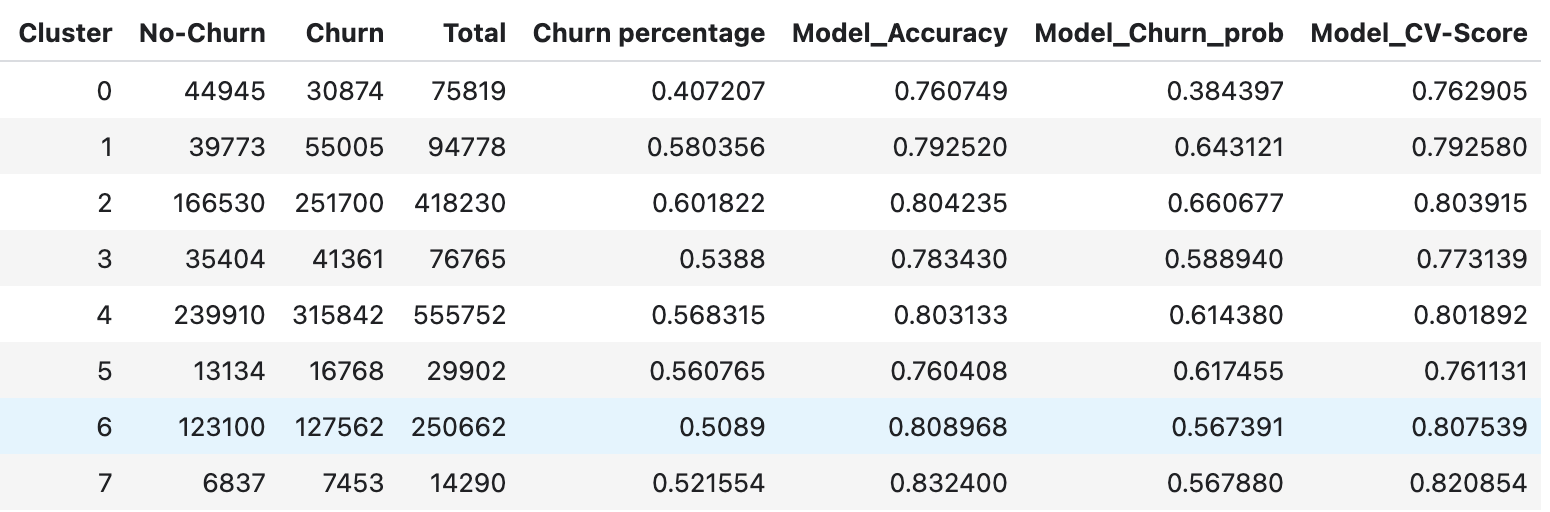 Cluster No-Churn Churn Total Churn percentage Model_Accuracy Model_Churn_prob Model_CV-Score
0 44945 30874 75819 0.407207 0.760749 0.384397 0.762905
1 39773 55005 94778 0.580356 0.792520 0.643121 0.792580
2 166530 251700 418230 0.601822 0.804235 0.660677 0.803915
3 35404 41361 76765 0.5388 0.783430 0.588940 0.773139
4 239910 315842 555752 0.568315 0.803133 0.614380 0.801892
5 13134 16768 29902 0.560765 0.760408 0.617455 0.761131
6 123100 127562 250662 0.5089 0.808968 0.567391 0.807539
7 6837 7453 14290 0.521554 0.832400 0.567880 0.820854